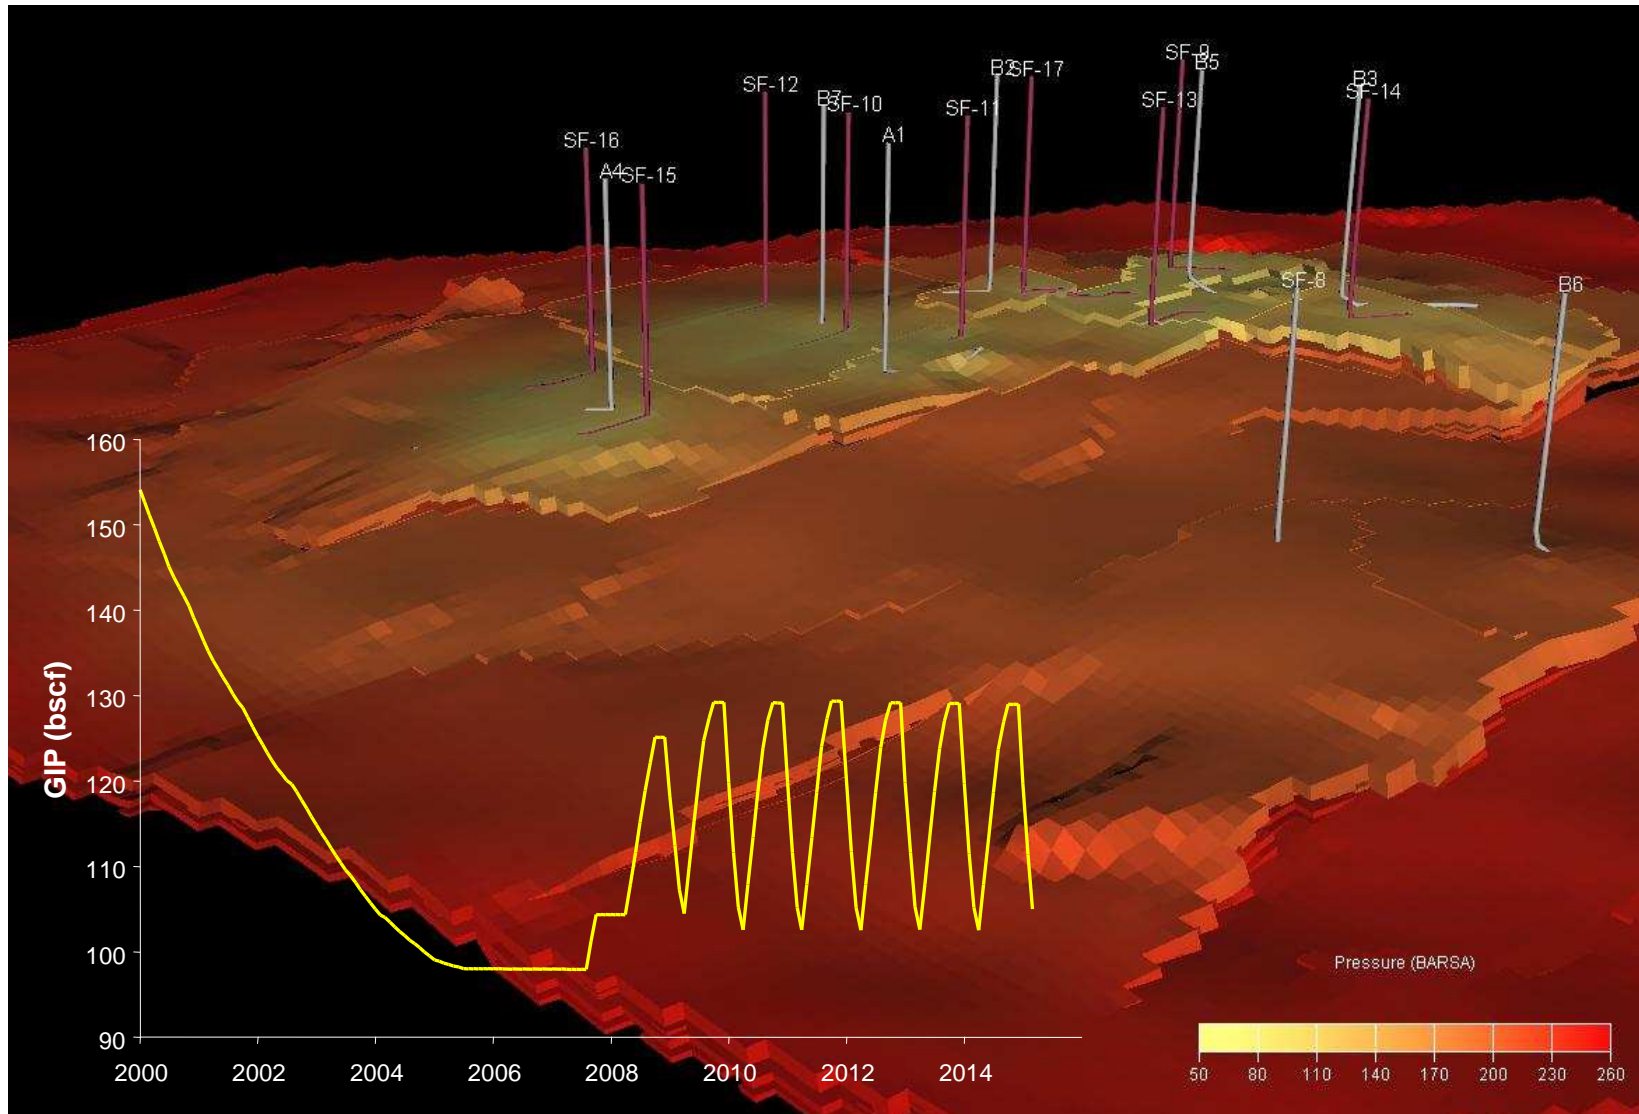 SF-9
B5
B2
SF-17
B3
SF-14
SF-12
B7
SF-10
SF-11
SF-13
A1
SF-16
A4
SF-15
SF-8
B6
160
150
140
130
120
110
100
90
GIP (bscf)
2000 2002 2004 2006 2008 2010 2012 2014
Pressure (BARSA)
50 80 110 140 170 200 230 260